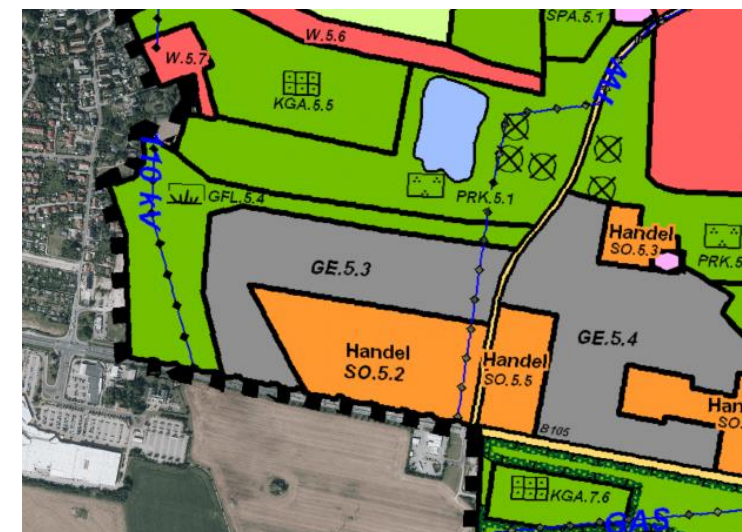 SPA.5.1
W.5.6
W.5.7
KGA.5.5
110 kV
GFL.5.4
PRK.5.1
Handel
SO.5.3
PRK.5
GE.5.3
GE.5.4
Handel
SO.5.2
Handel
SO.5.5
Han
SO.
B105
KGA.7.6
GAS